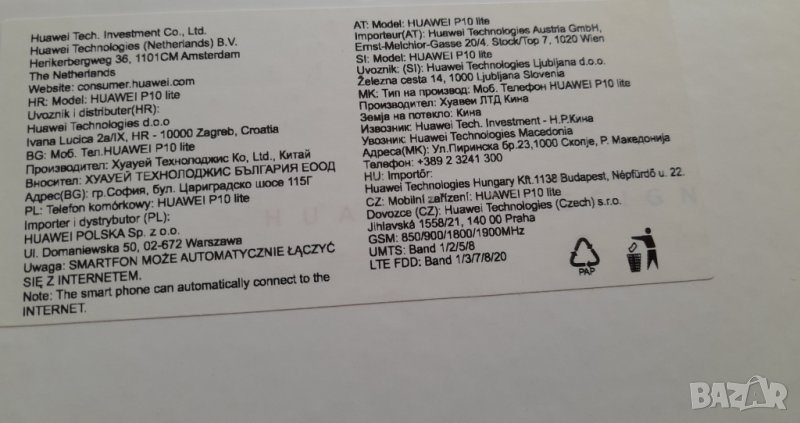 Huawei Tech. Investment Co., Ltd.
Huawei Technologies (Netherlands) B.V.
Herikerbergweg 36, 1101CM Amsterdam
The Netherlands
Website: consumer.huawei.com
HR: Model: HUAWEI P10 lite
Uvoznik i distributer(HR):
Huawei Technologies d.o.o
Ivana Lucica 2a/IX, HR - 10000 Zagreb, Croatia
BG: Моб. Тел.HUAWEI P10 lite
Производител: Хуауей Технолоджис Ко, Ltd., Китай
Вносител: ХУАУЕЙ ТЕХНОЛОДЖИС БЪЛГАРИЯ ЕООД
Адрес(BG): гр.София, бул. Цариградско шосе 115Г
PL: Telefon komórkowy: HUAWEI P10 lite
Importer i dystrybutor (PL):
HUAWEI POLSKA Sp. z o.o.
Ul. Domaniewska 50, 02-672 Warszawa
Uwaga: SMARTFON MOŻE AUTOMATYCZNIE ŁĄCZYĆ
SIĘ Z INTERNETEM.
Note: The smart phone can automatically connect to the
INTERNET.
AT: Model: HUAWEI P10 lite
Importeur(AT): Huawei Technologies Austria GmbH,
Ernst-Melchior-Gasse 20/4. Stock/Top 7, 1020 Wien
SI: Model: HUAWEI P10 lite
Uvoznik: (SI): Huawei Technologies Ljubljana d.o.o.
Železna cesta 14, 1000 Ljubljana Slovenia
МК: Тип на производ: Моб. Телефон HUAWEI P10 lite
Производител: Хуавеи ЛТД Кина
Земја на потекло: Кина
Извозник: Huawei Tech. Investment - Н.Р.Кина
Увозник: Huawei Technologies Macedonia
Адреса(МК): Ул.Пиринска бр.23,1000 Скопје, Р. Македонија
Телефон: +389 2 3241 300
HU: Importőr:
Huawei Technologies Hungary Kft.1138 Budapest, Népfürdő u. 22.
CZ: Mobilní zařízení: HUAWEI P10 lite
Dovozce (CZ): Huawei Technologies (Czech) s.r.o.
Jihlavská 1558/21, 140 00 Praha
GSM: 850/900/1800/1900MHz
UMTS: Band 1/2/5/8
LTE FDD: Band 1/3/7/8/20
PAP
BAZAR